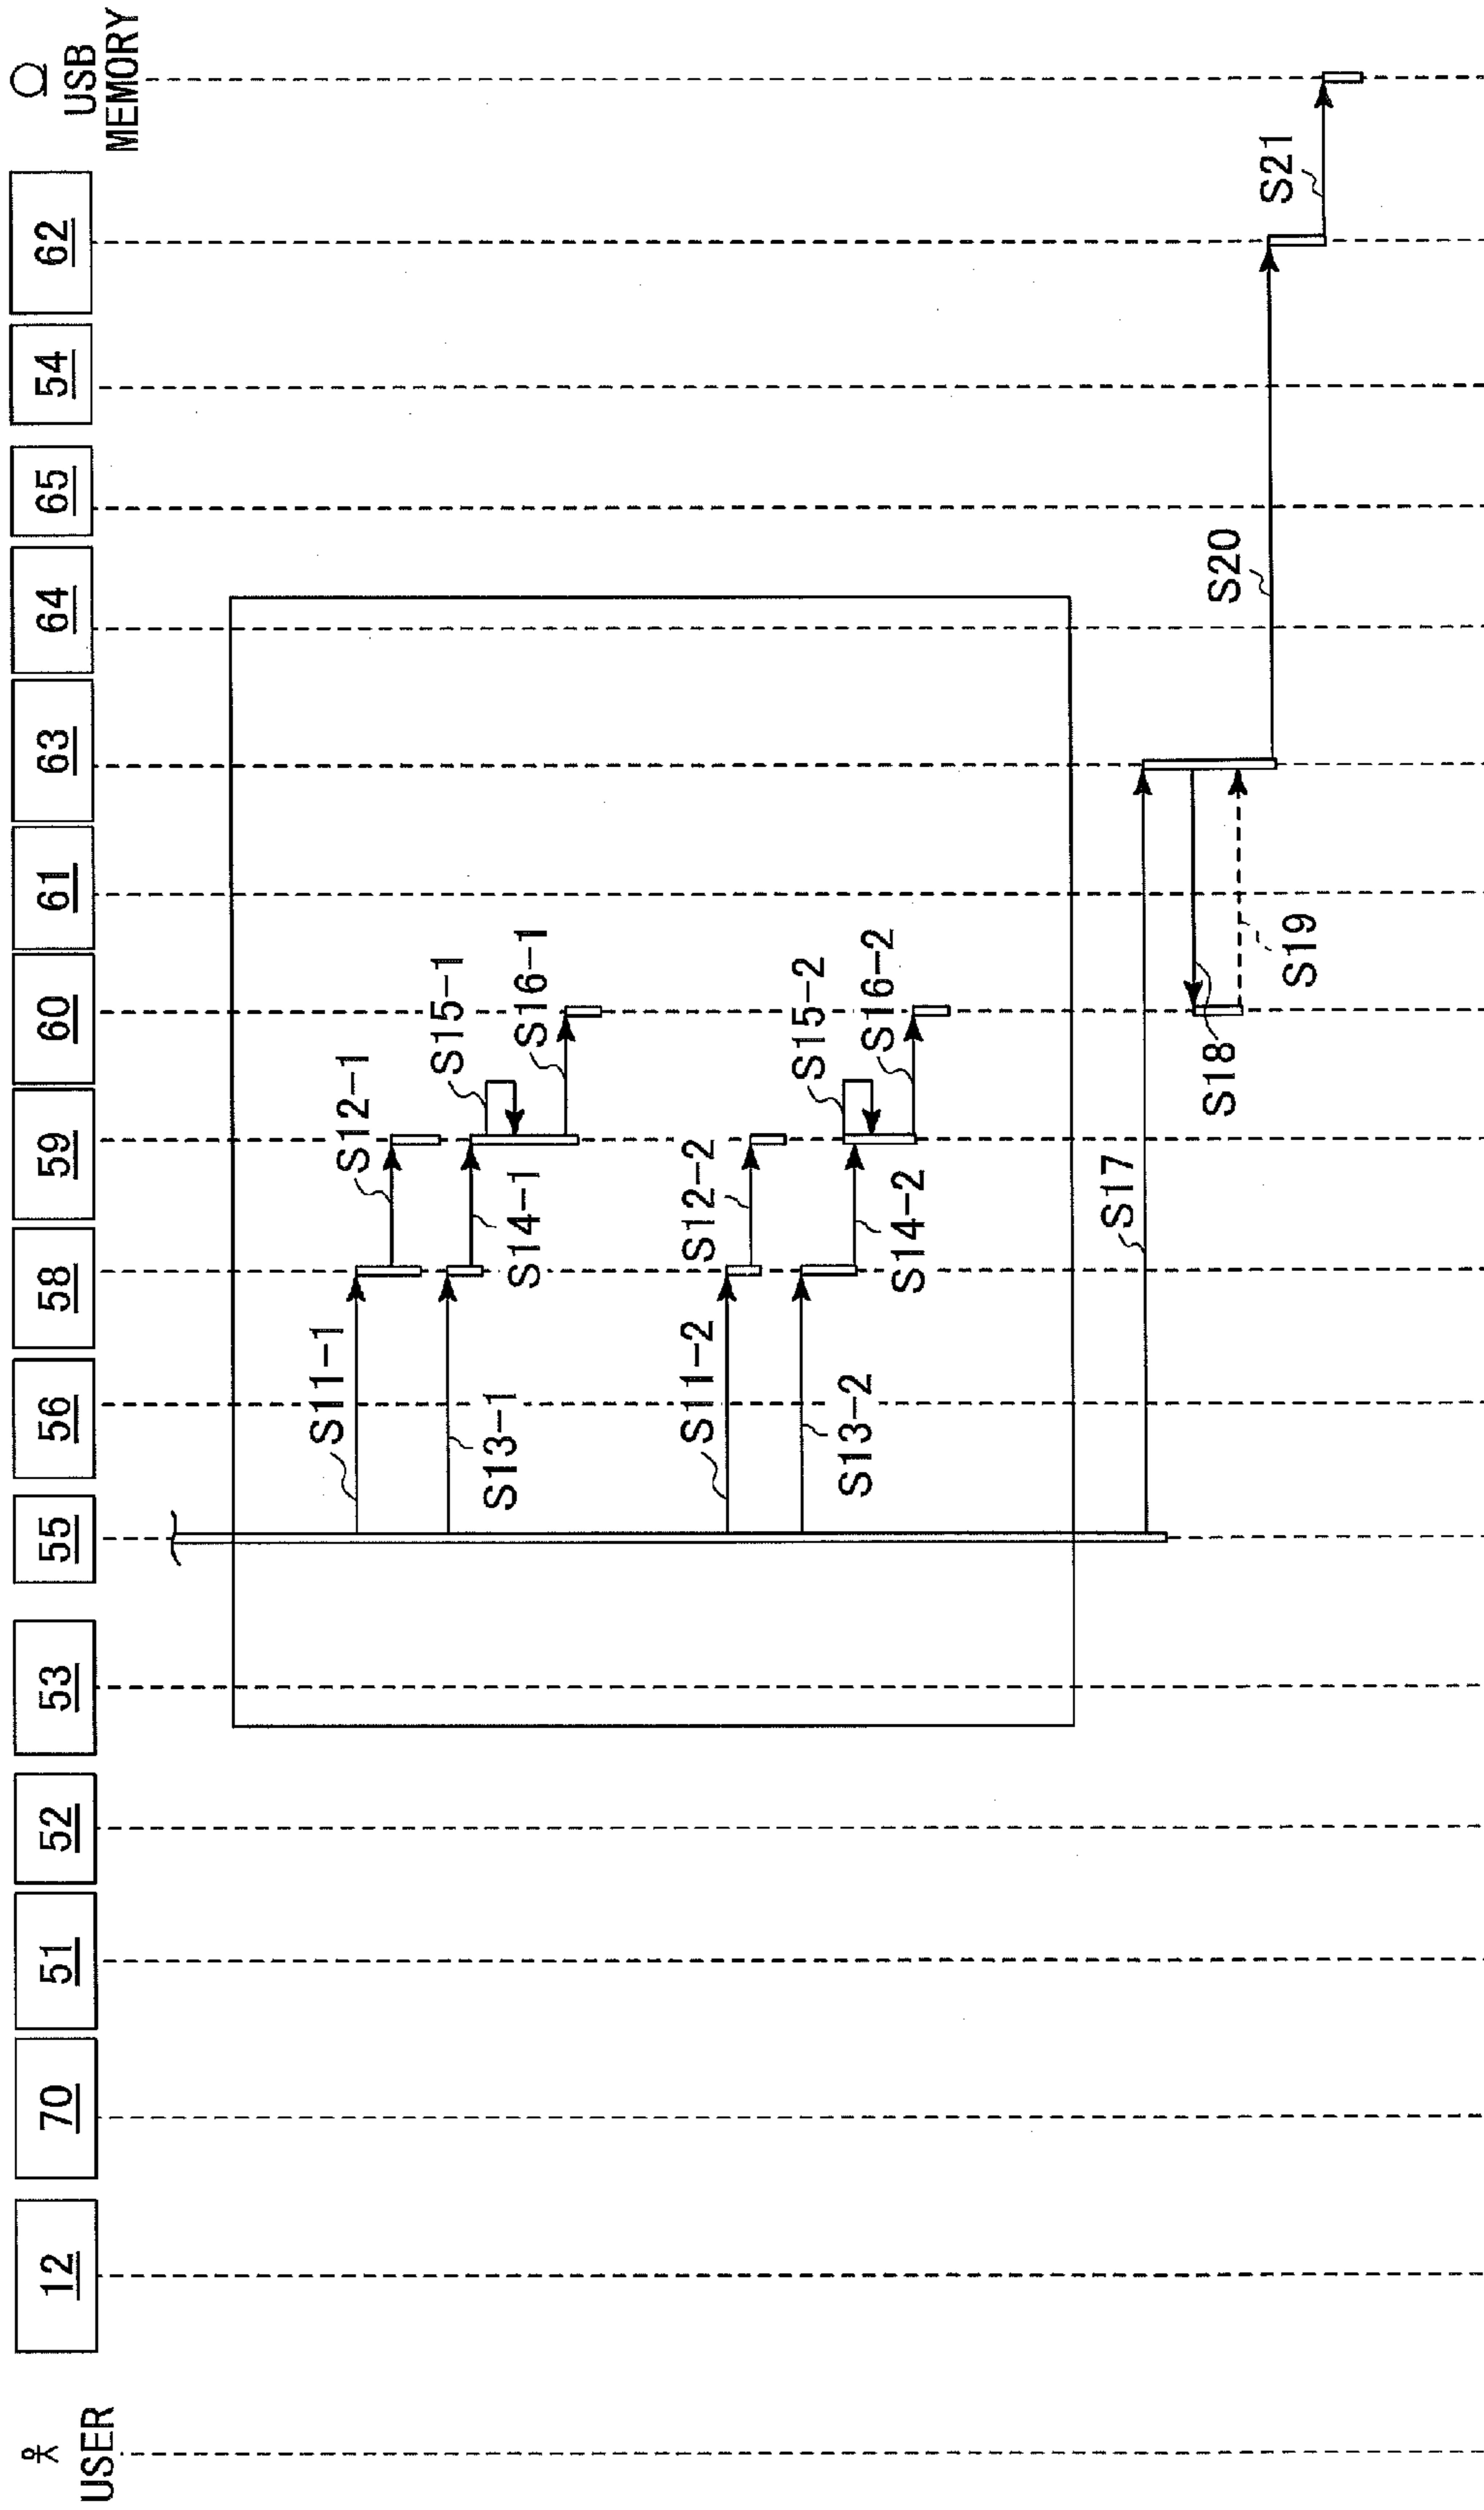 USER
12
70
51
52
53
55
56
58
59
60
61
63
64
65
54
62
USB
MEMORY
S11-1
S12-1
S13-1
S14-1
S15-1
S16-1
S11-2
S12-2
S13-2
S14-2
S15-2
S16-2
S17
S18
S19
S20
S21